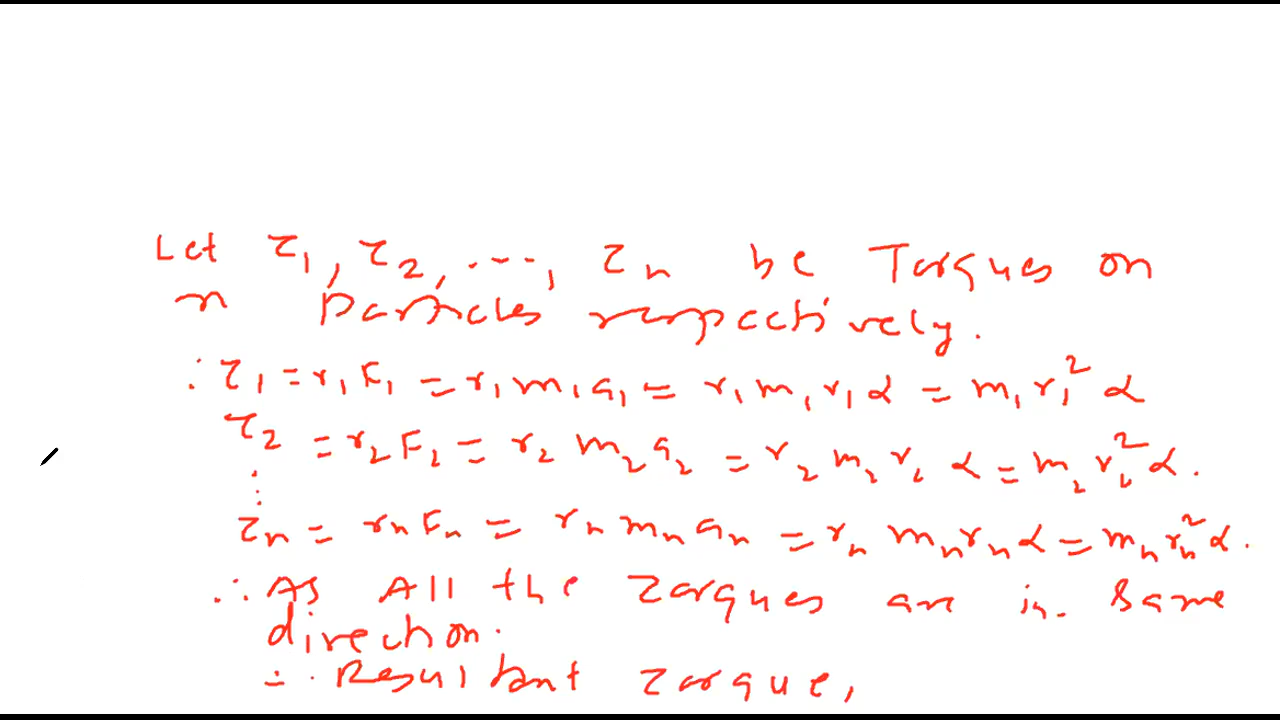 Let τ₁, τ₂, ..., τₙ be Torques on
n particles respectively.
∴ τ₁ = r₁F₁ = r₁m₁a₁ = r₁m₁r₁α = m₁r₁²α
τ₂ = r₂F₂ = r₂m₂a₂ = r₂m₂r₂α = m₂r₂²α.
⋮
τₙ = rₙFₙ = rₙmₙaₙ = rₙmₙrₙα = mₙrₙ²α.
∴ As All the Torques are in same
direction.
∴ Resultant Torque,